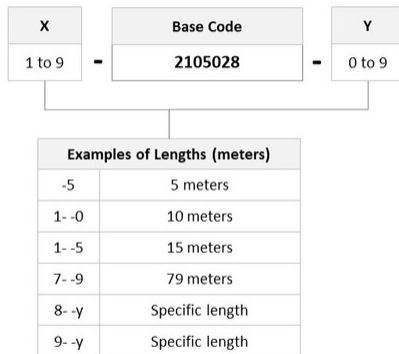 X Base Code Y
1 to 9 - 2105028 - 0 to 9
Examples of Lengths (meters)
-5 5 meters
1- -0 10 meters
1- -5 15 meters
7- -9 79 meters
8- -y Specific length
9- -y Specific length